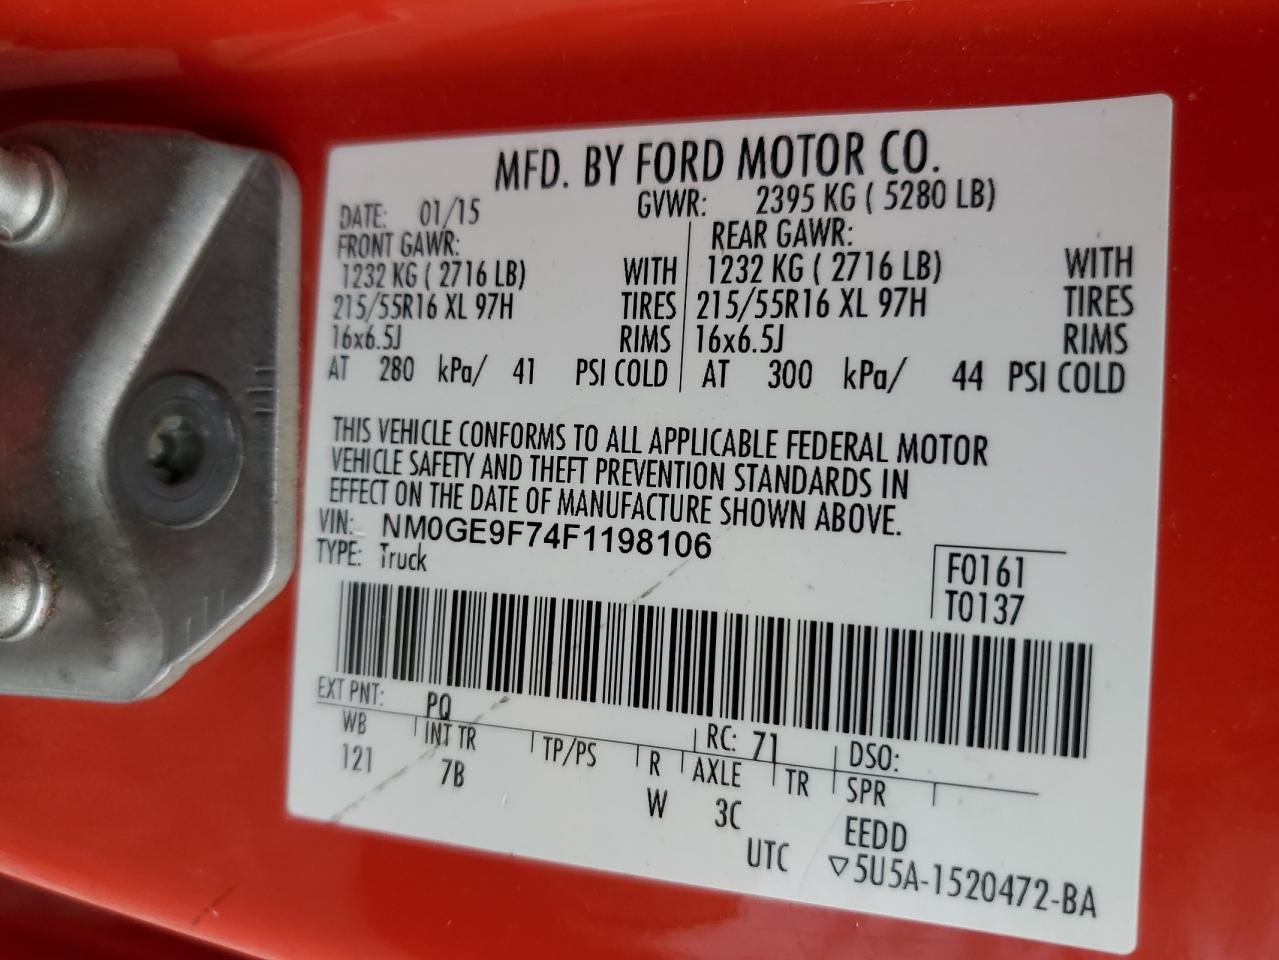 MFD. BY FORD MOTOR CO.
DATE: 01/15 GVWR: 2395 KG ( 5280 LB)
FRONT GAWR: REAR GAWR:
1232 KG ( 2716 LB) WITH 1232 KG ( 2716 LB) WITH
215/55R16 XL 97H TIRES 215/55R16 XL 97H TIRES
16x6.5J RIMS 16x6.5J RIMS
AT 280 kPa/ 41 PSI COLD AT 300 kPa/ 44 PSI COLD
THIS VEHICLE CONFORMS TO ALL APPLICABLE FEDERAL MOTOR
VEHICLE SAFETY AND THEFT PREVENTION STANDARDS IN
EFFECT ON THE DATE OF MANUFACTURE SHOWN ABOVE.
VIN: NM0GE9F74F1198106
TYPE: Truck
F0161
T0137
EXT PNT: PQ RC: 71 DSO:
WB INT TR TP/PS R AXLE TR SPR
121 7B W 3C EEDD
UTC ▽5U5A-1520472-BA